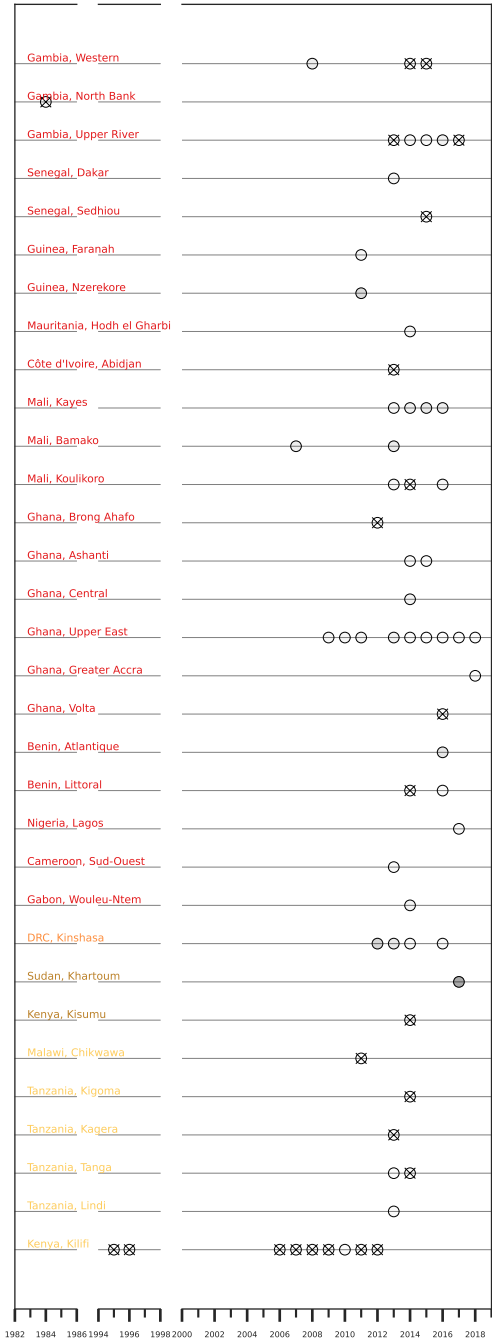 Gambia, Western
Gambia, North Bank
Gambia, Upper River
Senegal, Dakar
Senegal, Sedhiou
Guinea, Faranah
Guinea, Nzerekore
Mauritania, Hodh el Gharbi
Côte d'Ivoire, Abidjan
Mali, Kayes
Mali, Bamako
Mali, Koulikoro
Ghana, Brong Ahafo
Ghana, Ashanti
Ghana, Central
Ghana, Upper East
Ghana, Greater Accra
Ghana, Volta
Benin, Atlantique
Benin, Littoral
Nigeria, Lagos
Cameroon, Sud-Ouest
Gabon, Wouleu-Ntem
DRC, Kinshasa
Sudan, Khartoum
Kenya, Kisumu
Malawi, Chikwawa
Tanzania, Kigoma
Tanzania, Kagera
Tanzania, Tanga
Tanzania, Lindi
Kenya, Kilifi
1982 1984 1986 1994 1996 1998 2000 2002 2004 2006 2008 2010 2012 2014 2016 2018